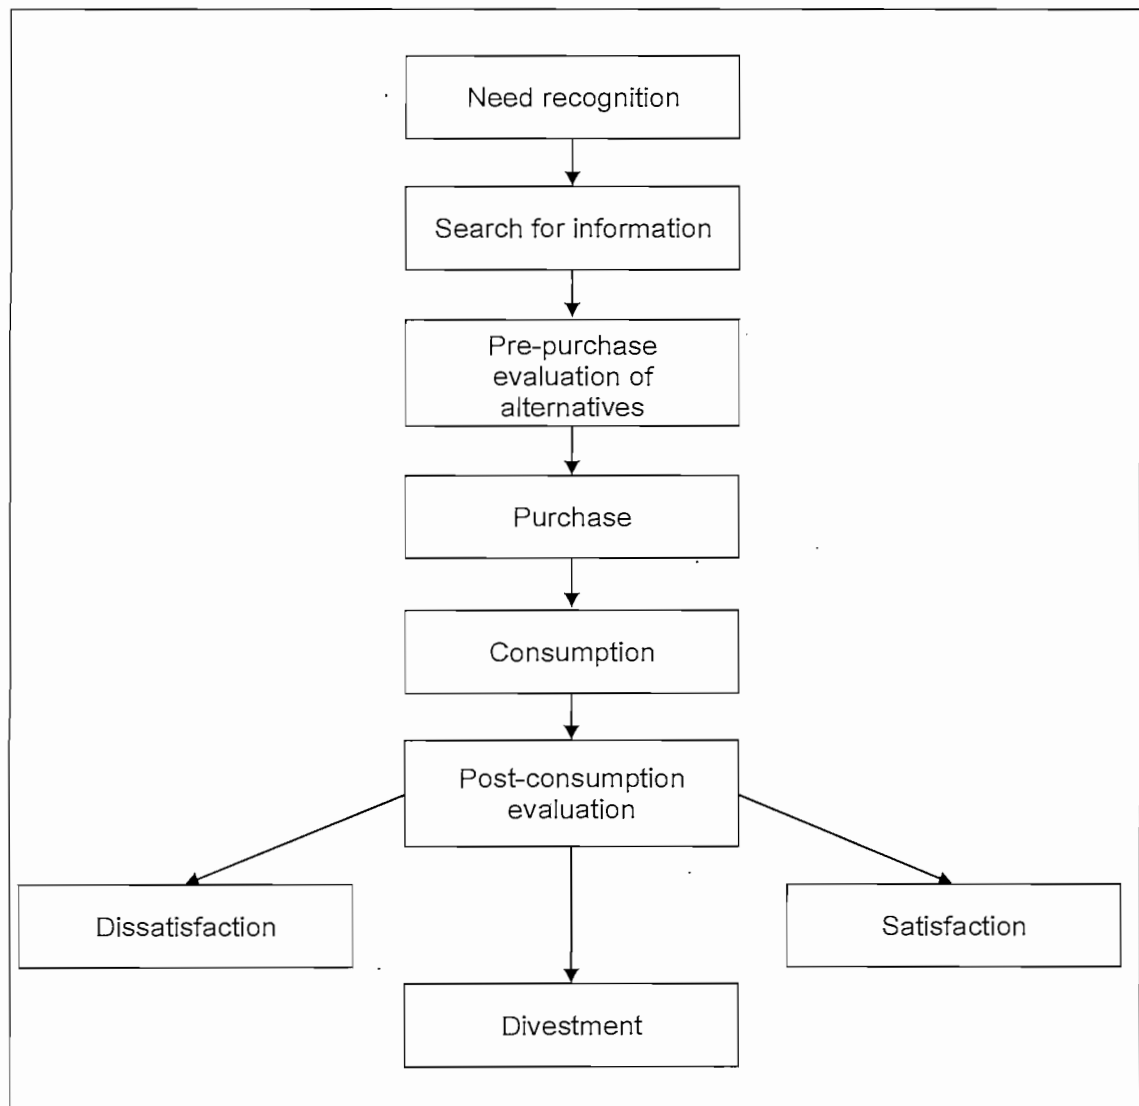 Need recognition
Search for information
Pre-purchase
evaluation of
alternatives
Purchase
Consumption
Post-consumption
evaluation
Dissatisfaction
Satisfaction
Divestment